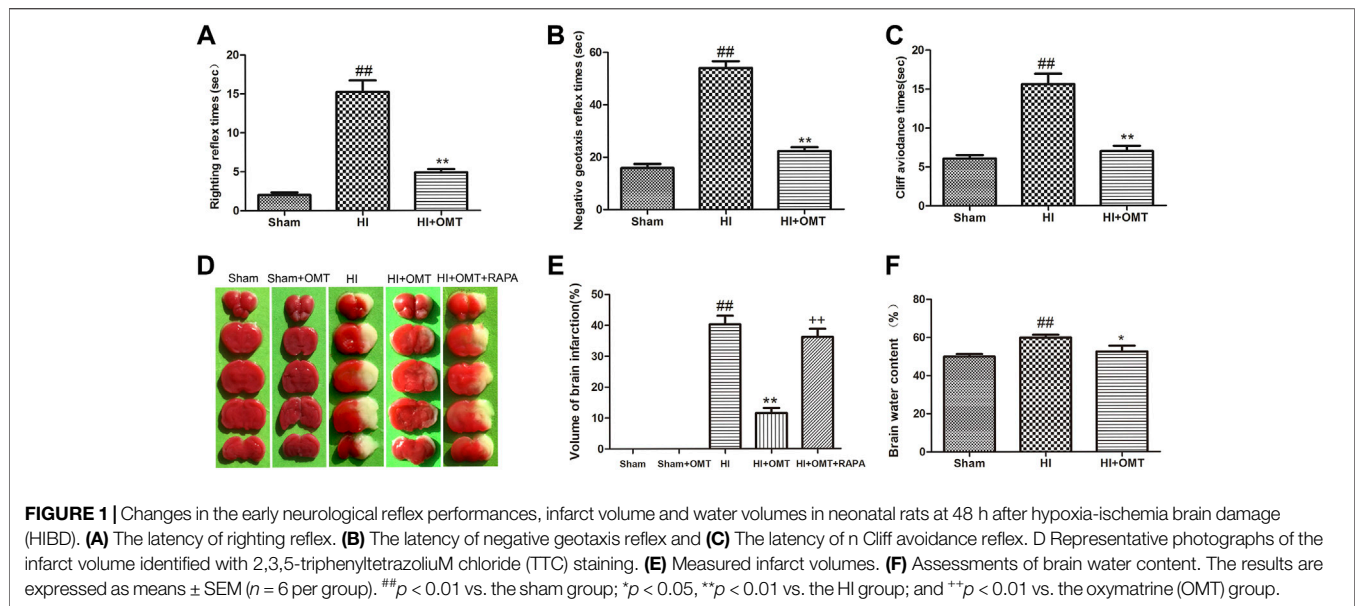 A
Righting reflex times (sec)
20
15
10
5
0
##
**
Sham
HI
HI+OMT
B
Negative geotaxis reflex times (sec)
60
40
20
0
##
**
Sham
HI
HI+OMT
C
Cliff aviodance times(sec)
20
15
10
5
0
##
**
Sham
HI
HI+OMT
D
Sham Sham+OMT HI HI+OMT HI+OMT+RAPA
E
Volume of brain infarction(%)
50
40
30
20
10
0
##
**
++
Sham
Sham+OMT
HI
HI+OMT
HI+OMT+RAPA
F
Brain water content (%)
80
60
40
20
0
##
*
Sham
HI
HI+OMT
FIGURE 1 | Changes in the early neurological reflex performances, infarct volume and water volumes in neonatal rats at 48 h after hypoxia-ischemia brain damage
(HIBD). (A) The latency of righting reflex. (B) The latency of negative geotaxis reflex and (C) The latency of n Cliff avoidance reflex. D Representative photographs of the
infarct volume identified with 2,3,5-triphenyltetrazoliuM chloride (TTC) staining. (E) Measured infarct volumes. (F) Assessments of brain water content. The results are
expressed as means ± SEM (n = 6 per group). ##p < 0.01 vs. the sham group; *p < 0.05, **p < 0.01 vs. the HI group; and ++p < 0.01 vs. the oxymatrine (OMT) group.